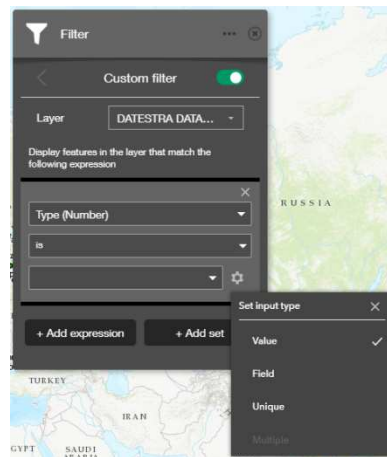 Filter
Custom filter
Layer
DATESTRA DATA...
Display features in the layer that match the
following expression
RUSSIA
Type (Number)
is
Set input type
+ Add expression
+ Add set
Value
Field
TURKEY
Unique
IRAN
Multiple
SAUDI
ARABIA